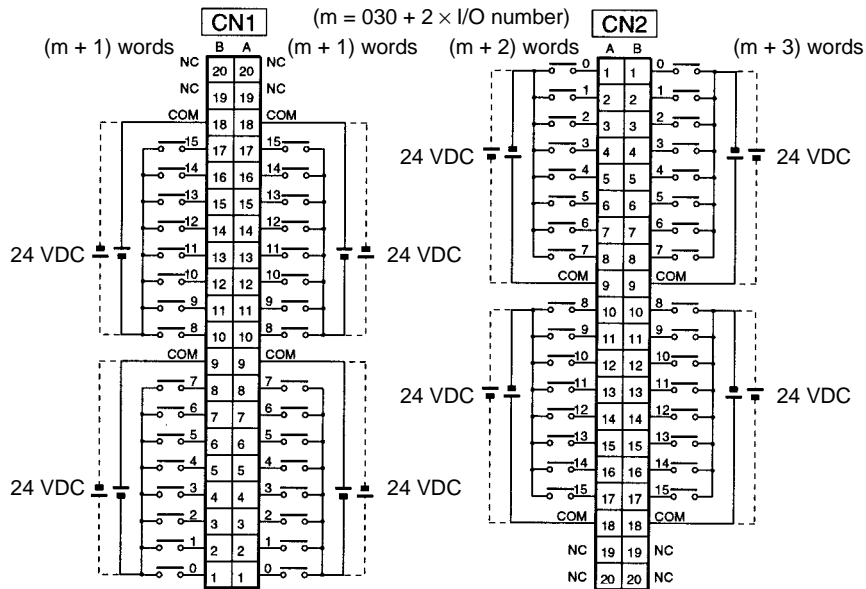 CN1
(m = 030 + 2 × I/O number)
CN2
(m + 1) words
B A
(m + 1) words
(m + 2) words
A B
(m + 3) words
NC 20 20 NC
NC 19 19 NC
COM 18 18 COM
15 17 17 15
14 16 16 14
13 15 15 13
12 14 14 12
24 VDC 11 13 13 11 24 VDC
10 12 12 10
9 11 11 9
8 10 10 8
COM 9 9 COM
7 8 8 7
6 7 7 6
5 6 6 5
4 5 5 4
24 VDC 3 4 4 3 24 VDC
2 3 3 2
1 2 2 1
0 1 1 0
0 1 1 0
1 2 2 1
2 3 3 2
24 VDC 3 4 4 3 24 VDC
4 5 5 4
5 6 6 5
6 7 7 6
7 8 8 7
COM 9 9 COM
8 10 10 8
9 11 11 9
10 12 12 10
24 VDC 11 13 13 11 24 VDC
12 14 14 12
13 15 15 13
14 16 16 14
15 17 17 15
COM 18 18 COM
NC 19 19 NC
NC 20 20 NC